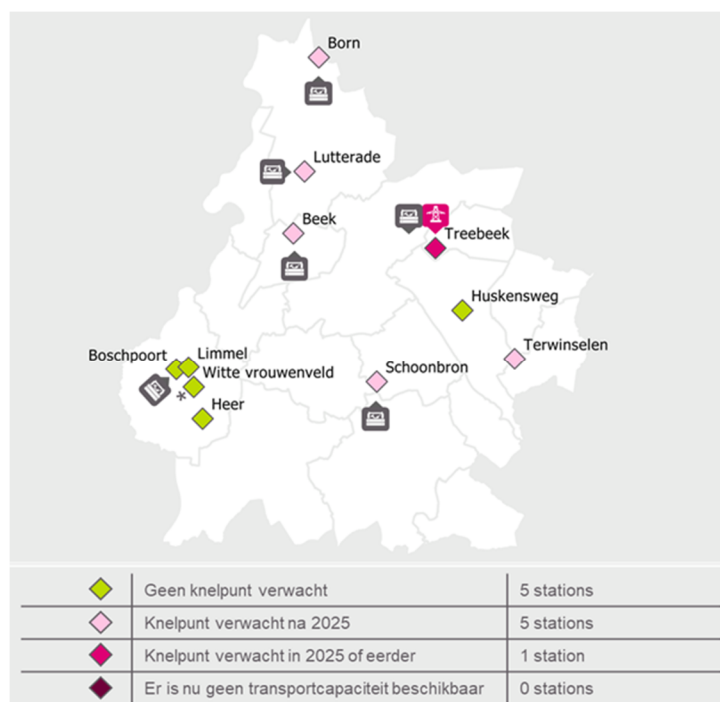 Born
Lutterade
Beek
Treebeek
Huskensweg
Boschpoort
Limmel
Terwinselen
Witte vrouwenveld
Schoonbron
*
Heer
Geen knelpunt verwacht 5 stations
Knelpunt verwacht na 2025 5 stations
Knelpunt verwacht in 2025 of eerder 1 station
Er is nu geen transportcapaciteit beschikbaar 0 stations